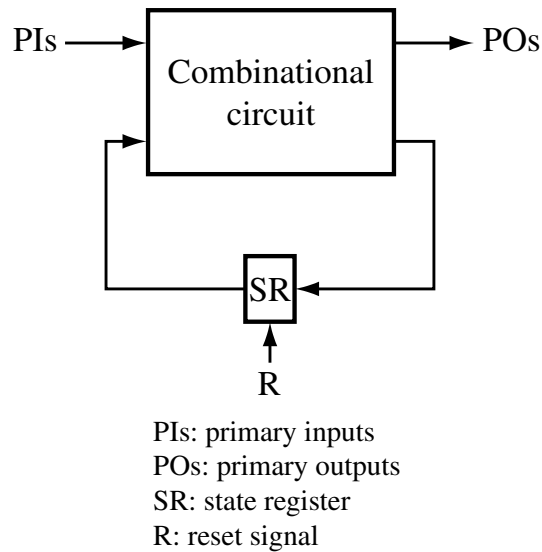 PIs
POs
Combinational
circuit
SR
R
PIs: primary inputs
POs: primary outputs
SR: state register
R: reset signal